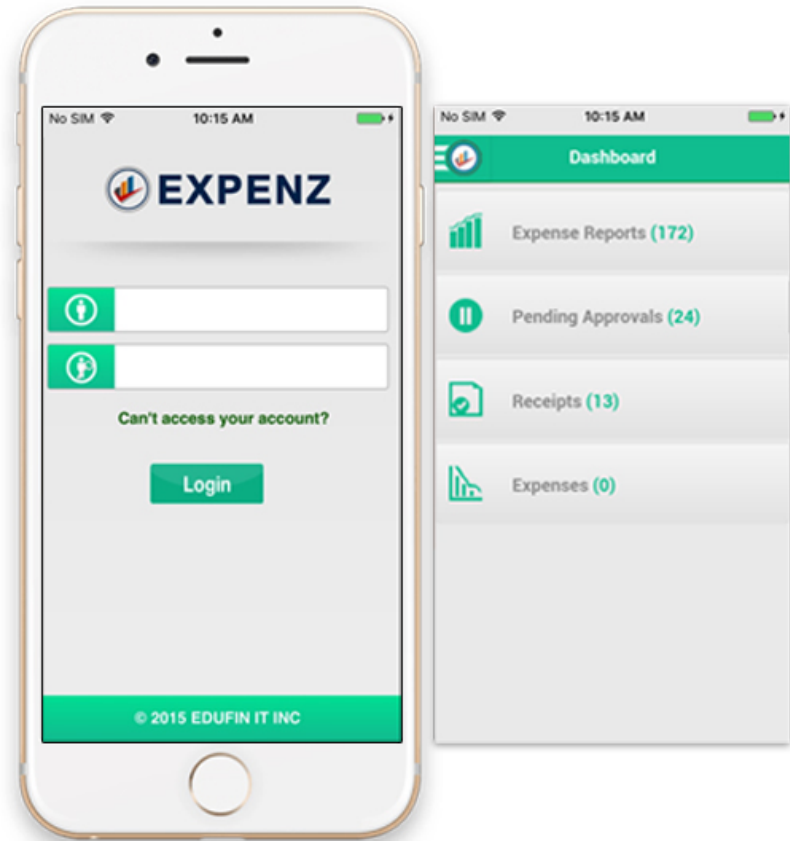 No SIM 10:15 AM
EXPENZ
Can't access your account?
Login
© 2015 EDUFIN IT INC
No SIM 10:15 AM
Dashboard
Expense Reports (172)
Pending Approvals (24)
Receipts (13)
Expenses (0)